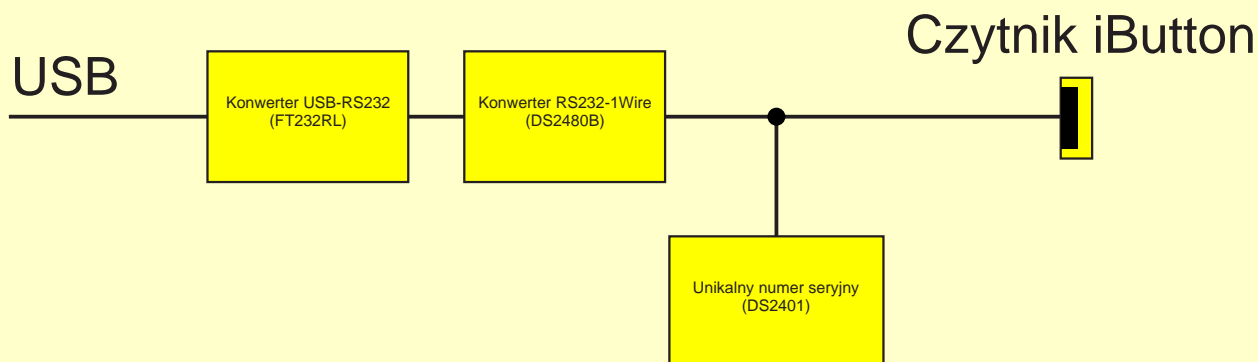 Czytnik iButton
USB
Konwerter USB-RS232
(FT232RL)
Konwerter RS232-1Wire
(DS2480B)
Unikalny numer seryjny
(DS2401)